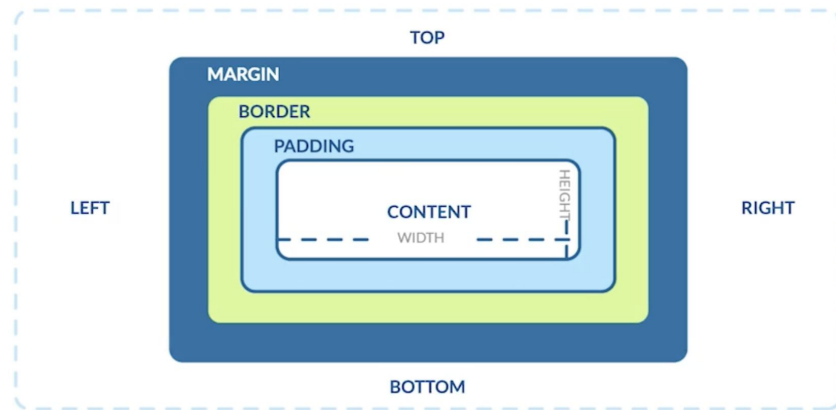 TOP
MARGIN
BORDER
PADDING
HEIGHT
LEFT
CONTENT
RIGHT
WIDTH
BOTTOM